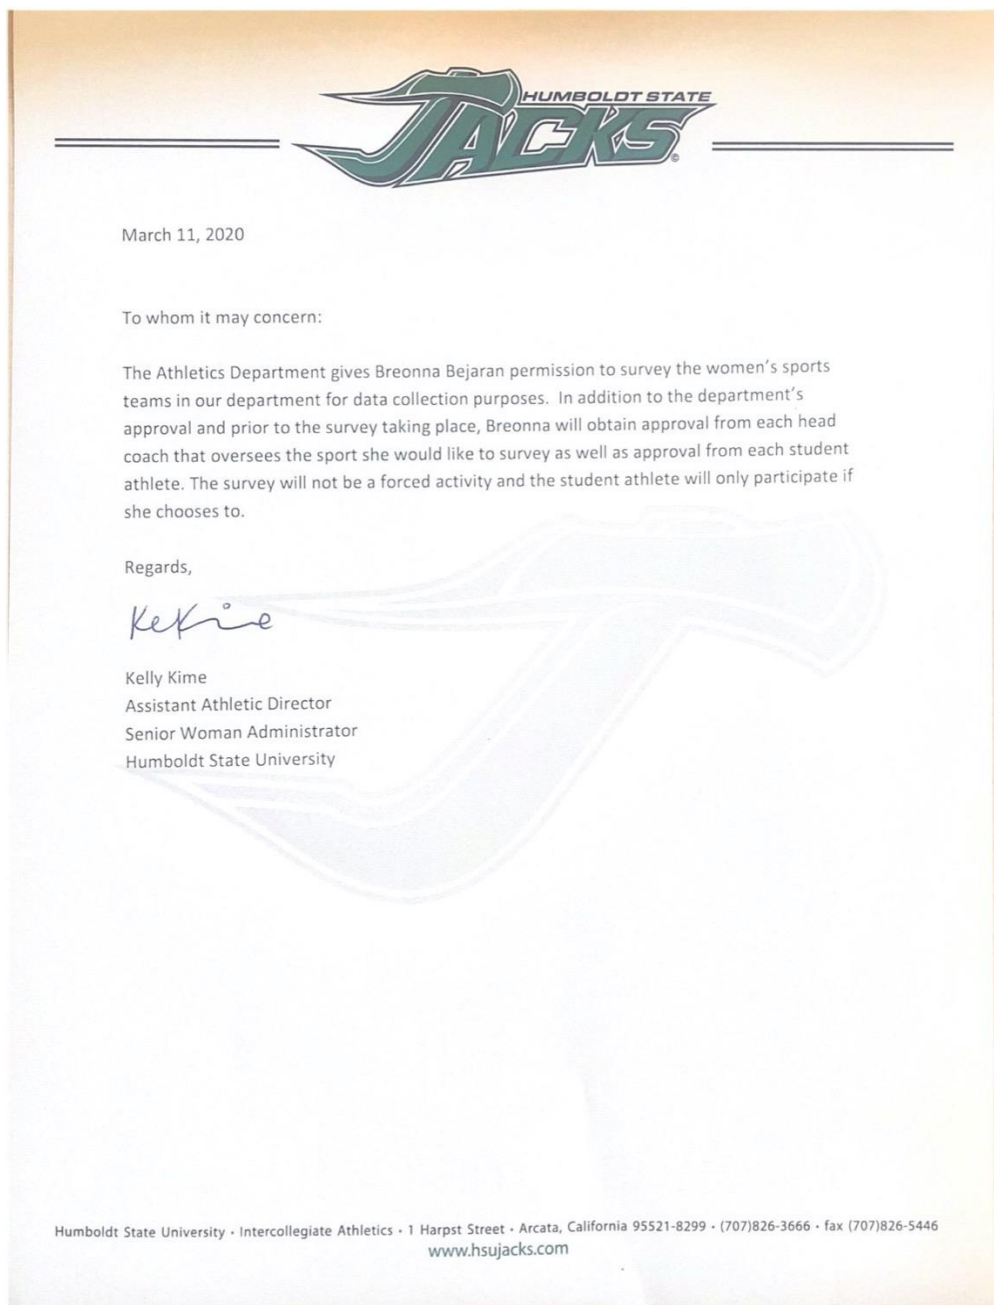 HUMBOLDT STATE
JACKS
March 11, 2020
To whom it may concern:
The Athletics Department gives Breonna Bejaran permission to survey the women's sports
teams in our department for data collection purposes. In addition to the department's
approval and prior to the survey taking place, Breonna will obtain approval from each head
coach that oversees the sport she would like to survey as well as approval from each student
athlete. The survey will not be a forced activity and the student athlete will only participate if
she chooses to.
Regards,
KeKime
Kelly Kime
Assistant Athletic Director
Senior Woman Administrator
Humboldt State University
Humboldt State University · Intercollegiate Athletics · 1 Harpst Street · Arcata, California 95521-8299 · (707)826-3666 · fax (707)826-5446
www.hsujacks.com